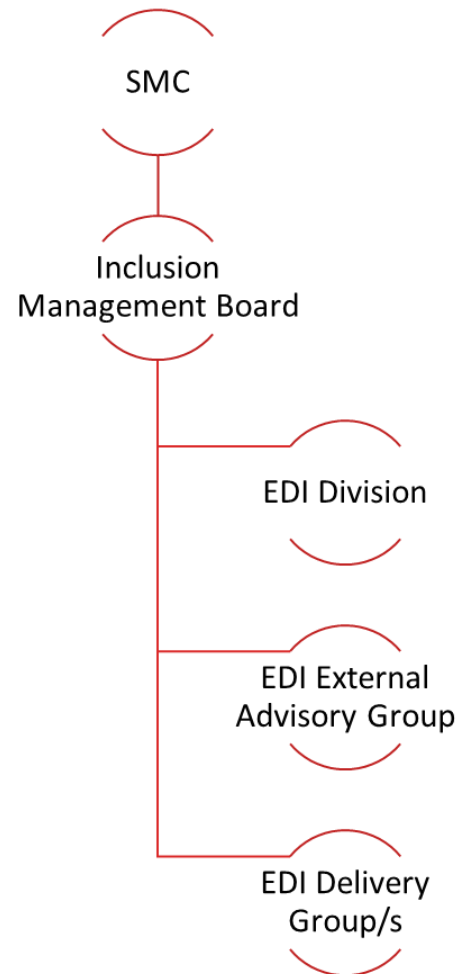 SMC
Inclusion
Management Board
EDI Division
EDI External
Advisory Group
EDI Delivery
Group/s